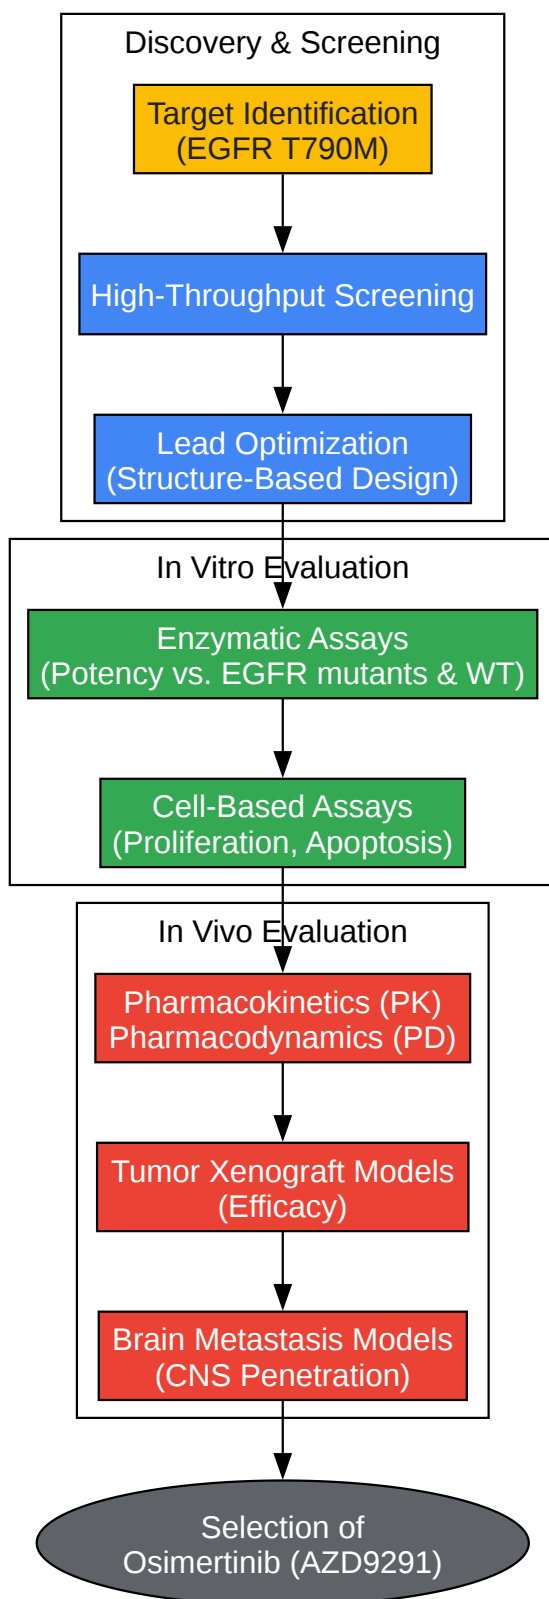 Discovery & Screening
Target Identification
(EGFR T790M)
High-Throughput Screening
Lead Optimization
(Structure-Based Design)
In Vitro Evaluation
Enzymatic Assays
(Potency vs. EGFR mutants & WT)
Cell-Based Assays
(Proliferation, Apoptosis)
In Vivo Evaluation
Pharmacokinetics (PK)
Pharmacodynamics (PD)
Tumor Xenograft Models
(Efficacy)
Brain Metastasis Models
(CNS Penetration)
Selection of
Osimertinib (AZD9291)